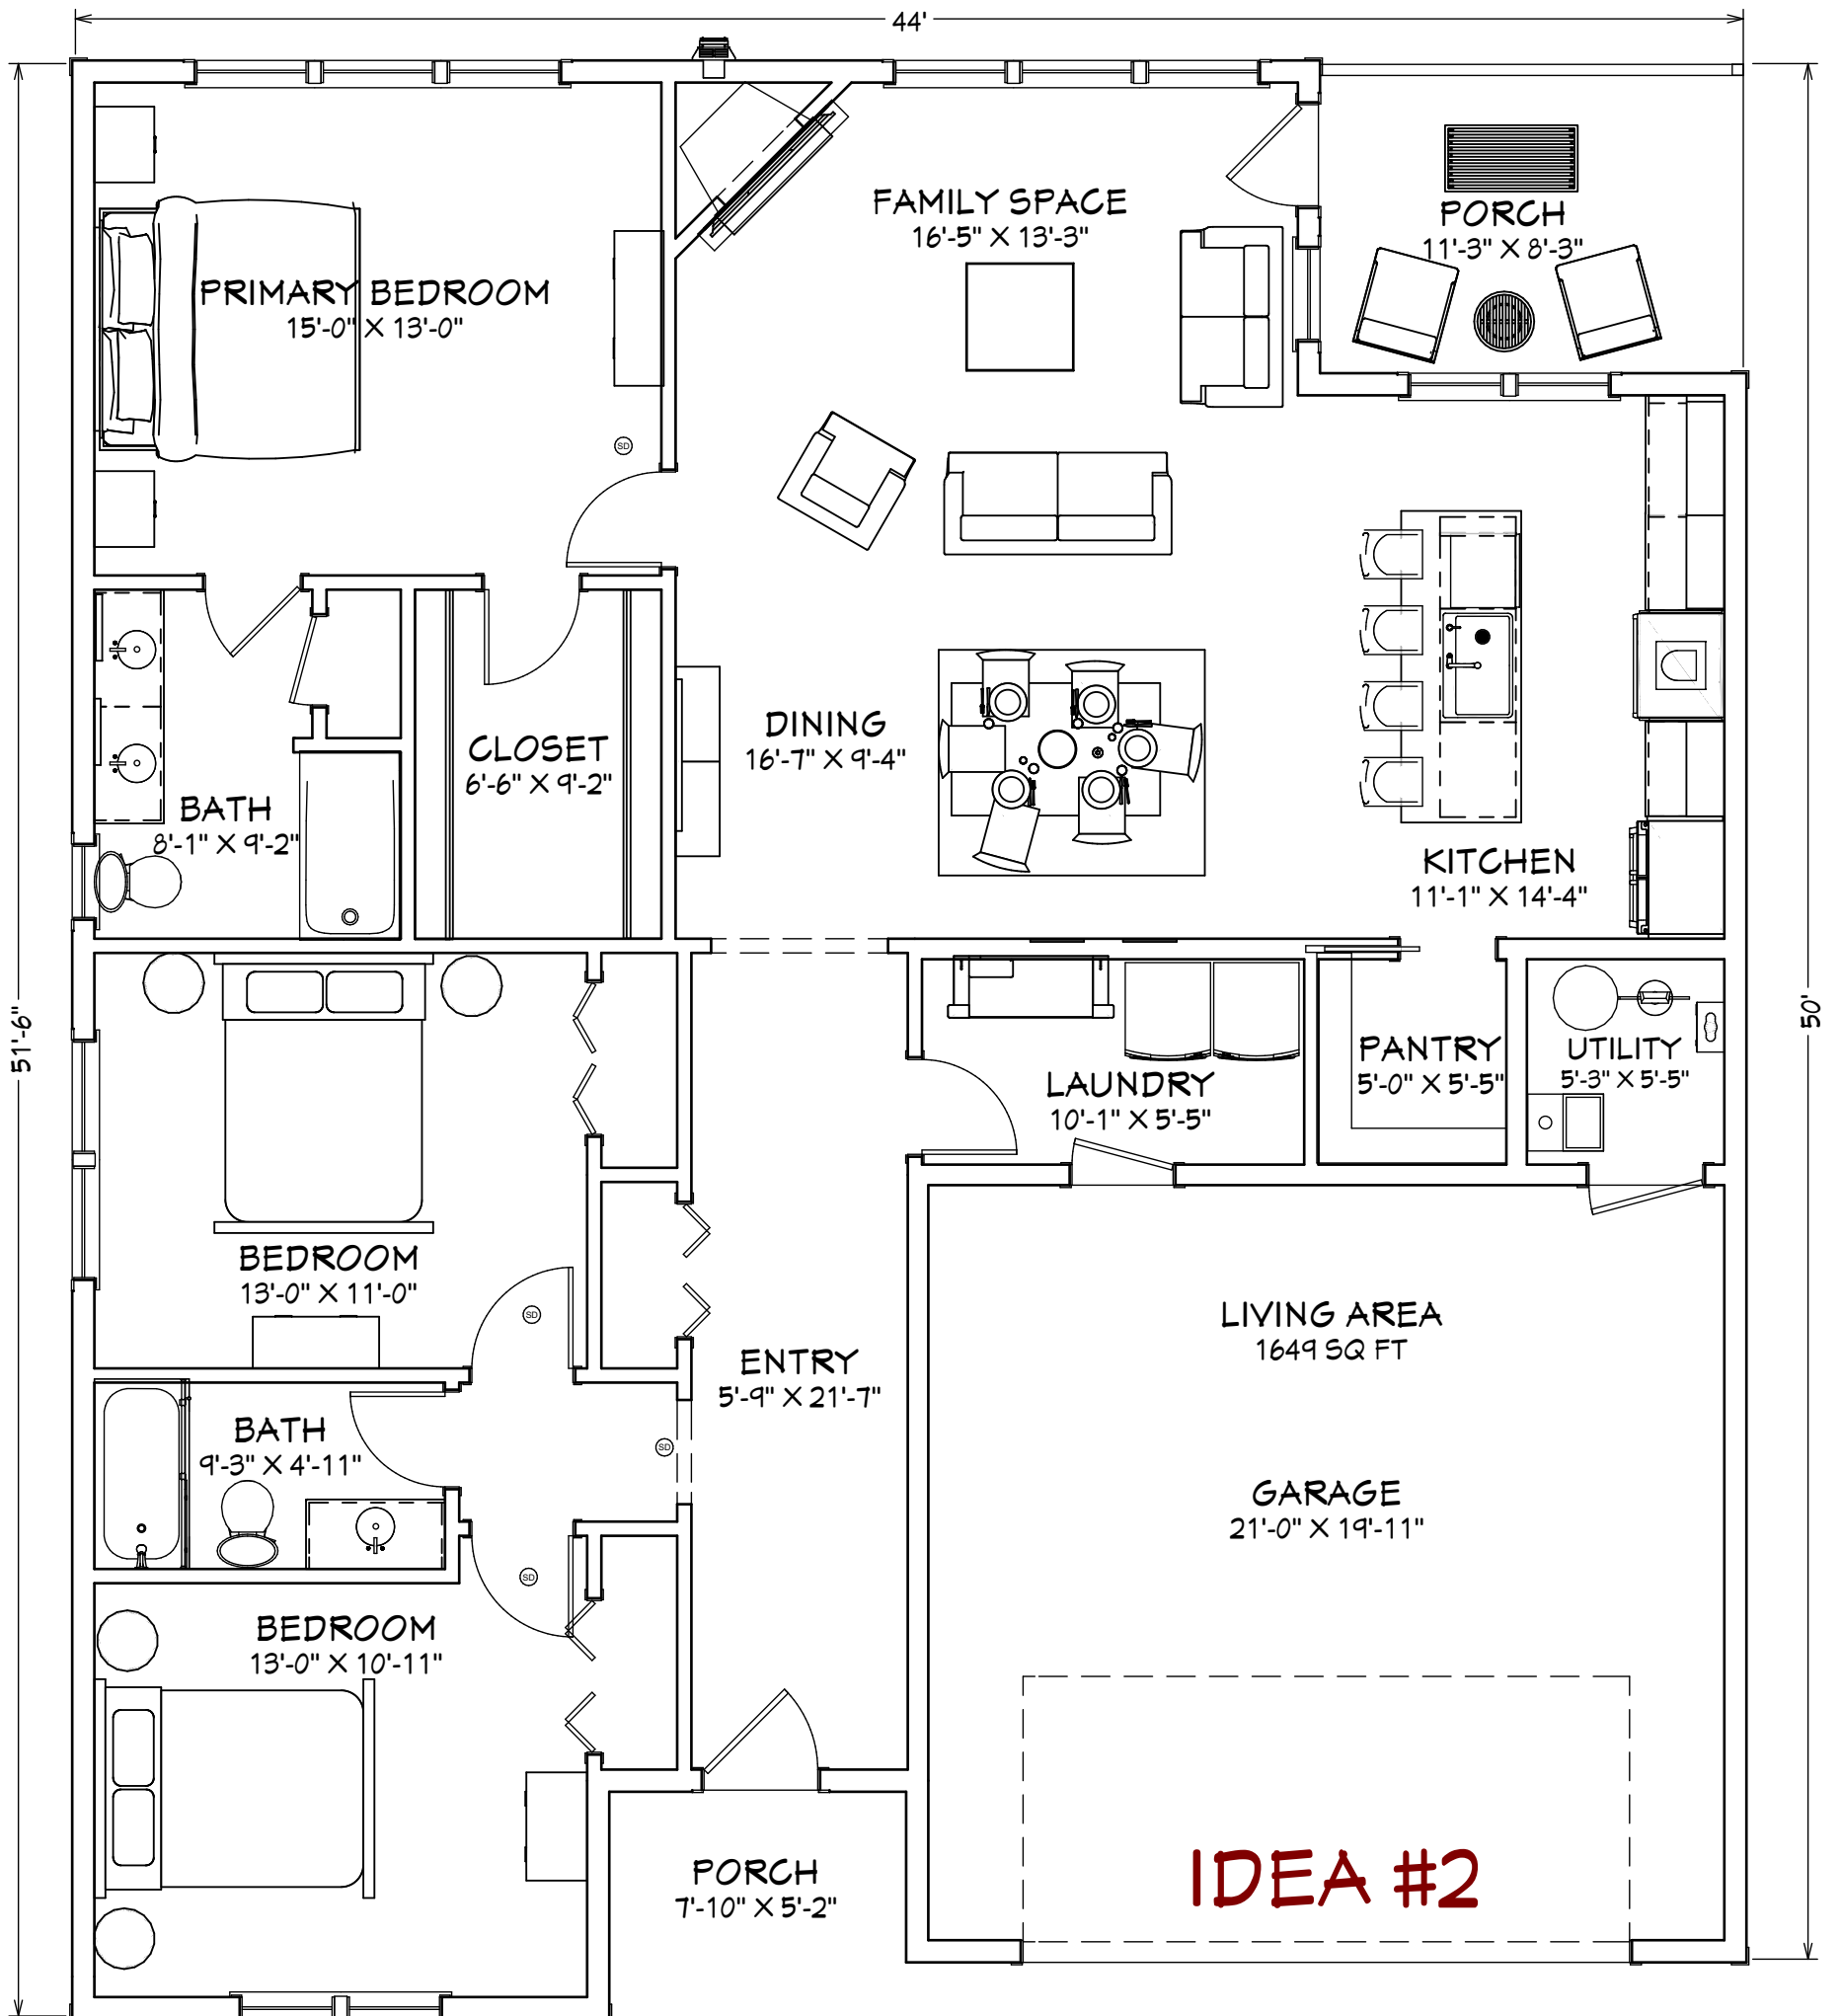 44'
FAMILY SPACE
16'-5" X 13'-3"
PORCH
11'-3" X 8'-3"
PRIMARY BEDROOM
15'-0" X 13'-0"
SD
DINING
16'-7" X 9'-4"
CLOSET
6'-6" X 9'-2"
BATH
8'-1" X 9'-2"
KITCHEN
11'-1" X 14'-4"
51'-6"
50'
LAUNDRY
10'-1" X 5'-5"
PANTRY
5'-0" X 5'-5"
UTILITY
5'-3" X 5'-5"
BEDROOM
13'-0" X 11'-0"
SD
LIVING AREA
1649 SQ FT
ENTRY
5'-9" X 21'-7"
BATH
9'-3" X 4'-11"
SD
GARAGE
21'-0" X 19'-11"
SD
BEDROOM
13'-0" X 10'-11"
PORCH
7'-10" X 5'-2"
IDEA #2